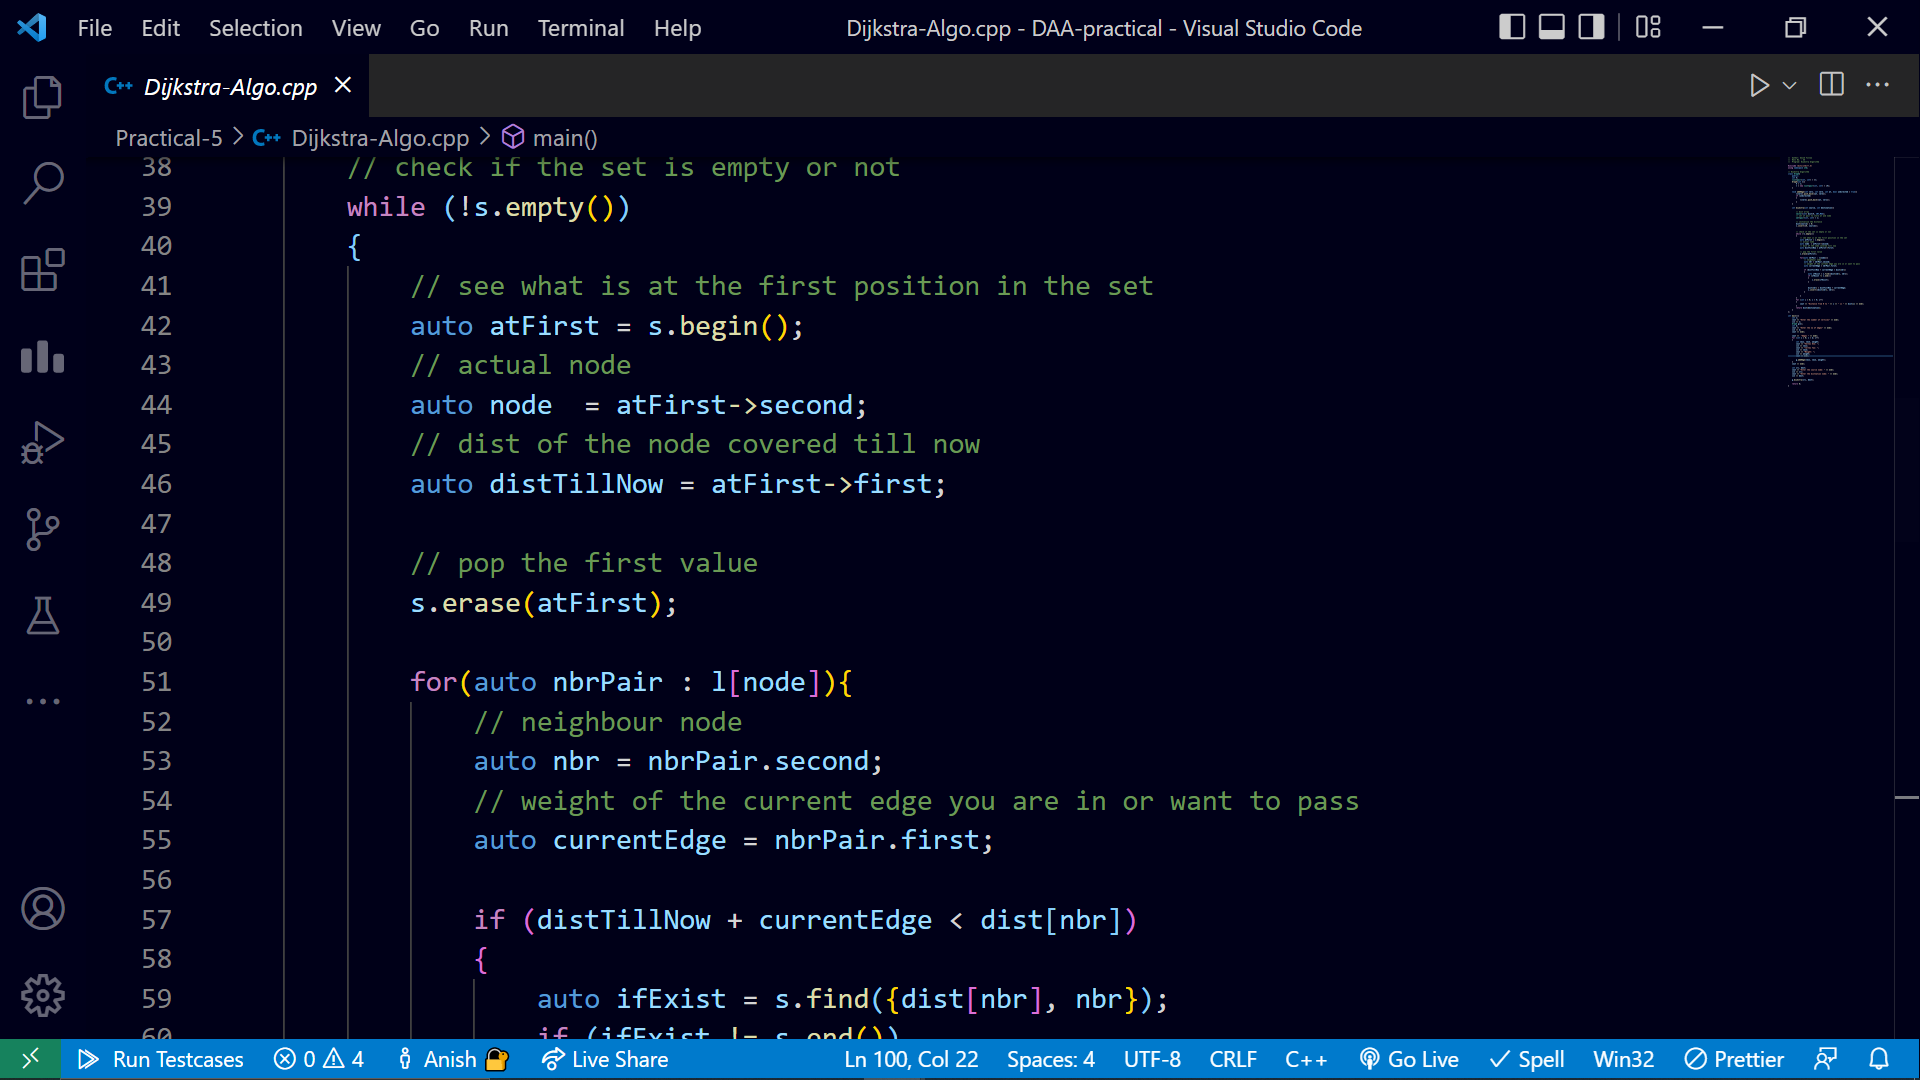 File Edit Selection View Go Run Terminal Help Dijkstra-Algo.cpp - DAA-practical - Visual Studio Code
C++ Dijkstra-Algo.cpp
Practical-5 > C++ Dijkstra-Algo.cpp > main()
38 // check if the set is empty or not
39 while (!s.empty())
40 {
41 // see what is at the first position in the set
42 auto atFirst = s.begin();
43 // actual node
44 auto node  = atFirst->second;
45 // dist of the node covered till now
46 auto distTillNow = atFirst->first;
47
48 // pop the first value
49 s.erase(atFirst);
50
51 for(auto nbrPair : l[node]){
52 // neighbour node
53 auto nbr = nbrPair.second;
54 // weight of the current edge you are in or want to pass
55 auto currentEdge = nbrPair.first;
56
57 if (distTillNow + currentEdge < dist[nbr])
58 {
59 auto ifExist = s.find({dist[nbr], nbr});
60 if (ifExist != s.end())
Run Testcases 0 4 Anish Live Share Ln 100, Col 22 Spaces: 4 UTF-8 CRLF C++ Go Live Spell Win32 Prettier